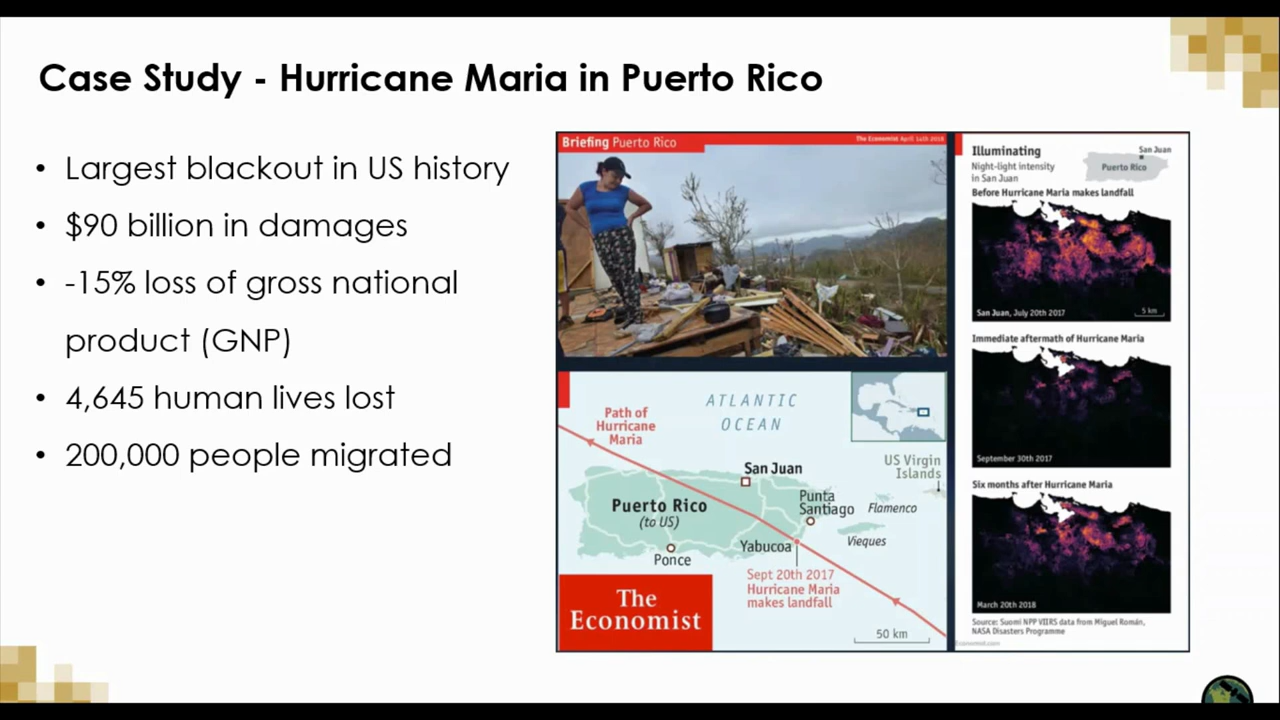 Case Study - Hurricane Maria in Puerto Rico
• Largest blackout in US history
• $90 billion in damages
• -15% loss of gross national
product (GNP)
• 4,645 human lives lost
• 200,000 people migrated
Briefing Puerto Rico
The Economist April 14th 2018
ATLANTIC
OCEAN
Path of
Hurricane
Maria
San Juan
US Virgin
Islands
Puerto Rico
(to US)
Punta
Santiago
Flamenco
Vieques
Yabucoa
Ponce
Sept 20th 2017
Hurricane Maria
makes landfall
The
Economist
50 km
Illuminating
Night-light intensity
in San Juan
San Juan
Puerto Rico
Before Hurricane Maria makes landfall
San Juan, July 20th 2017
5 km
Immediate aftermath of Hurricane Maria
September 30th 2017
Six months after Hurricane Maria
March 20th 2018
Source: Suomi NPP VIIRS data from Miguel Román,
NASA Disasters Programme
Economist.com